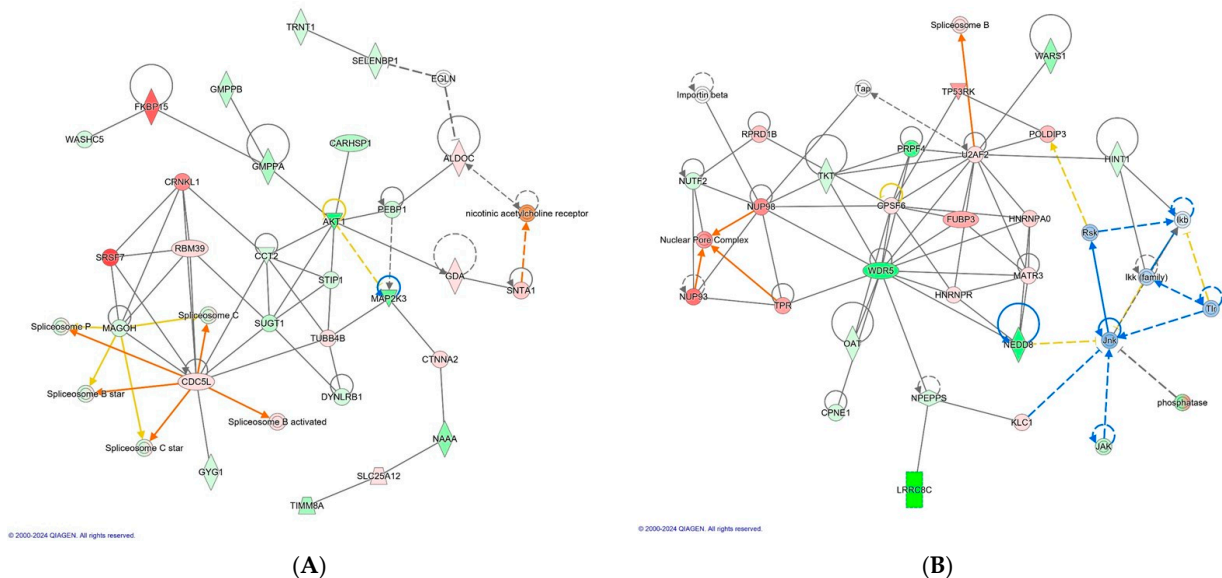 TRNT1
SELENBP1
EGLN
GMPPB
FKBP15
WASHC5
CARHSP1
ALDOC
GMPPA
CRNKL1
PEBP1
nicotinic acetylcholine receptor
AKT1
RBM39
SRSF7
CCT2
STIP1
GDA
SNTA1
MAP2K3
Spliceosome P
Spliceosome C
MAGOH
SUGT1
TUBB4B
CTNNA2
CDC5L
Spliceosome B star
DYNLRB1
Spliceosome B activated
Spliceosome C star
NAAA
GYG1
SLC25A12
TIMM8A
© 2000-2024 QIAGEN. All rights reserved.
(A)
Spliceosome B
WARS1
Importin beta
Tap
TP53RK
RPRD1B
PRPF4
POLDIP3
U2AF2
HINT1
NUTF2
TKT
NUP98
CPSF6
FUBP3
HNRNPA0
Ikb
Rsk
Nuclear Pore Complex
WDR5
MATR3
Ikk (family)
NUP93
TPR
HNRNPR
Tlr
OAT
NEDD8
Jnk
CPNE1
NPEPPS
KLC1
phosphatase
JAK
LRRC8C
© 2000-2024 QIAGEN. All rights reserved.
(B)